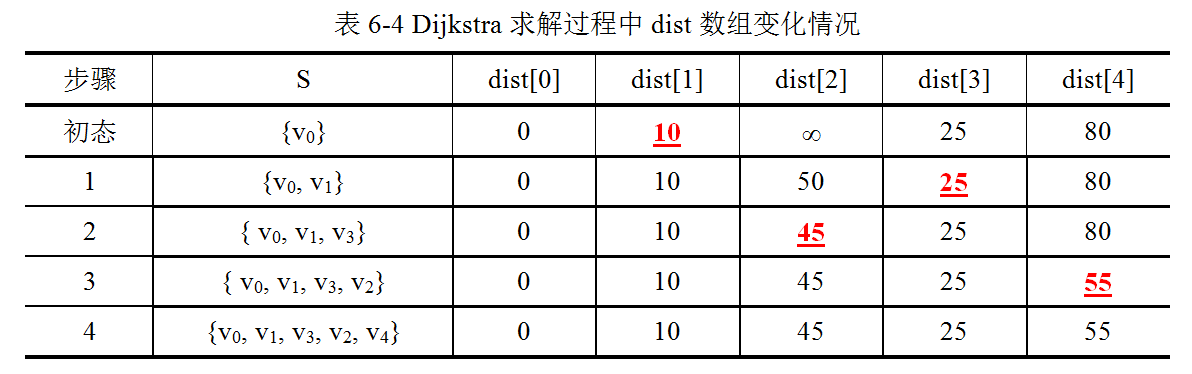 表 6-4 Dijkstra 求解过程中 dist 数组变化情况
步骤 S dist[0] dist[1] dist[2] dist[3] dist[4]
初态 {v0} 0 10 ∞ 25 80
1 {v0, v1} 0 10 50 25 80
2 { v0, v1, v3} 0 10 45 25 80
3 { v0, v1, v3, v2} 0 10 45 25 55
4 {v0, v1, v3, v2, v4} 0 10 45 25 55